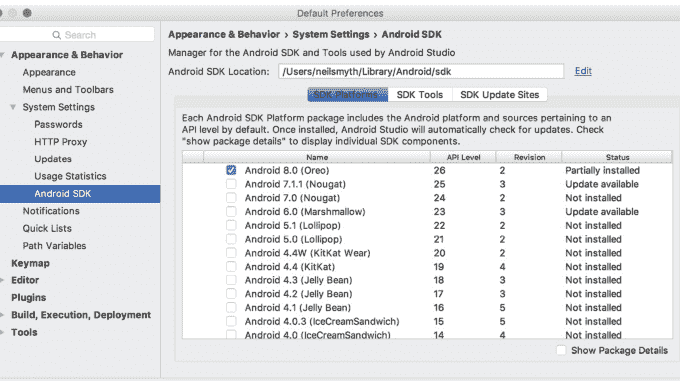 Default Preferences
Search
Appearance & Behavior
Appearance
Menus and Toolbars
System Settings
Passwords
HTTP Proxy
Updates
Usage Statistics
Android SDK
Notifications
Quick Lists
Path Variables
Keymap
Editor
Plugins
Build, Execution, Deployment
Tools
Appearance & Behavior › System Settings › Android SDK
Manager for the Android SDK and Tools used by Android Studio
Android SDK Location: /Users/neilsmyth/Library/Android/sdk Edit
SDK Platforms SDK Tools SDK Update Sites
Each Android SDK Platform package includes the Android platform and sources pertaining to an
API level by default. Once installed, Android Studio will automatically check for updates. Check
"show package details" to display individual SDK components.
Name API Level Revision Status
Android 8.0 (Oreo) 26 2 Partially installed
Android 7.1.1 (Nougat) 25 3 Update available
Android 7.0 (Nougat) 24 2 Not installed
Android 6.0 (Marshmallow) 23 3 Update available
Android 5.1 (Lollipop) 22 2 Not installed
Android 5.0 (Lollipop) 21 2 Not installed
Android 4.4W (KitKat Wear) 20 2 Not installed
Android 4.4 (KitKat) 19 4 Not installed
Android 4.3 (Jelly Bean) 18 3 Not installed
Android 4.2 (Jelly Bean) 17 3 Not installed
Android 4.1 (Jelly Bean) 16 5 Not installed
Android 4.0.3 (IceCreamSandwich) 15 5 Not installed
Android 4.0 (IceCreamSandwich) 14 4 Not installed
Show Package Details